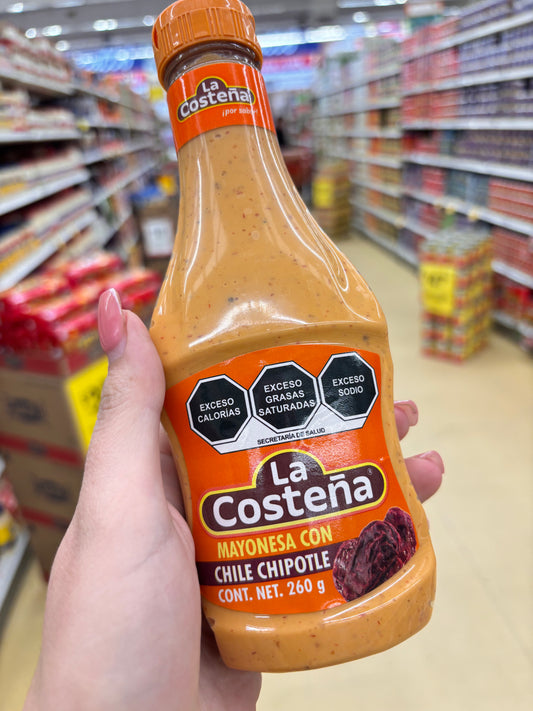 La
Costeña
¡por sabor!
EXCESO
CALORÍAS
EXCESO
GRASAS
SATURADAS
EXCESO
SODIO
SECRETARÍA DE SALUD
La
Costeña®
MAYONESA CON
CHILE CHIPOTLE
CONT. NET. 260 g